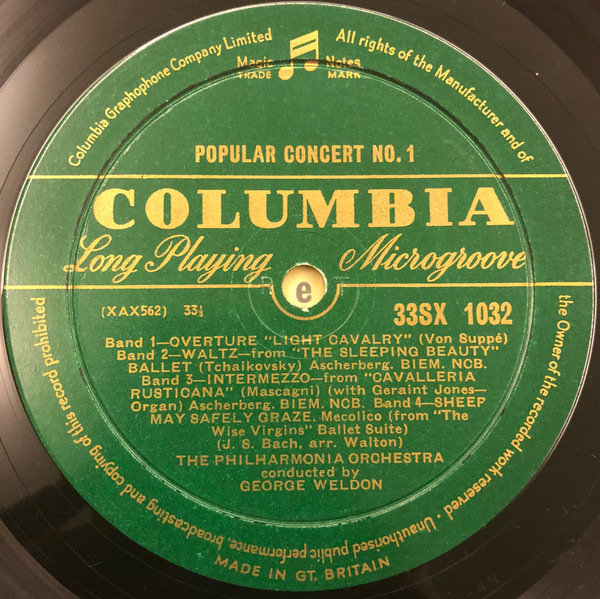 Columbia Graphophone Company Limited
Magic Notes
TRADE MARK
All rights of the Manufacturer and of
the Owner of the recorded work reserved · Unauthorised public performance, broadcasting and copying of this record prohibited
POPULAR CONCERT NO. 1
COLUMBIA
Long Playing Microgroove
e
(XAX562) 33⅓
33SX 1032
Band 1—OVERTURE "LIGHT CAVALRY" (Von Suppé)
Band 2—WALTZ—from "THE SLEEPING BEAUTY"
BALLET (Tchaikovsky) Ascherberg. BIEM. NCB.
Band 3—INTERMEZZO—from "CAVALLERIA
RUSTICANA" (Mascagni) (with Geraint Jones—
Organ) Ascherberg. BIEM. NCB. Band 4—SHEEP
MAY SAFELY GRAZE. Mecolico (from "The
Wise Virgins" Ballet Suite)
(J. S. Bach, arr. Walton)
THE PHILHARMONIA ORCHESTRA
conducted by
GEORGE WELDON
MADE IN GT. BRITAIN